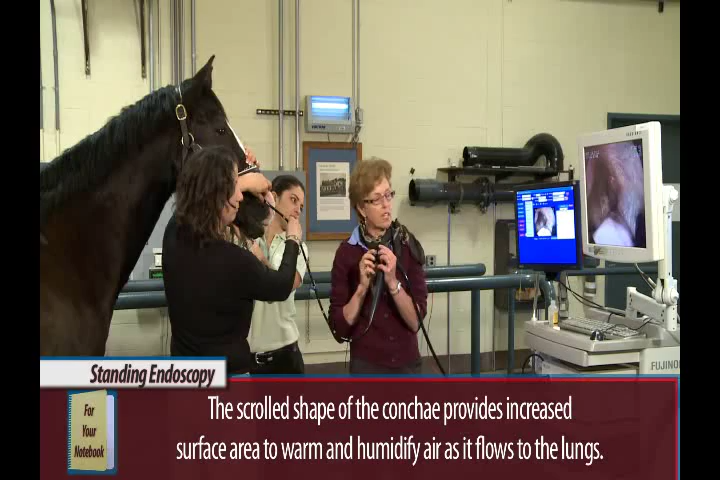 FUJINON
Standing Endoscopy
For
Your
Notebook
The scrolled shape of the conchae provides increased
surface area to warm and humidify air as it flows to the lungs.